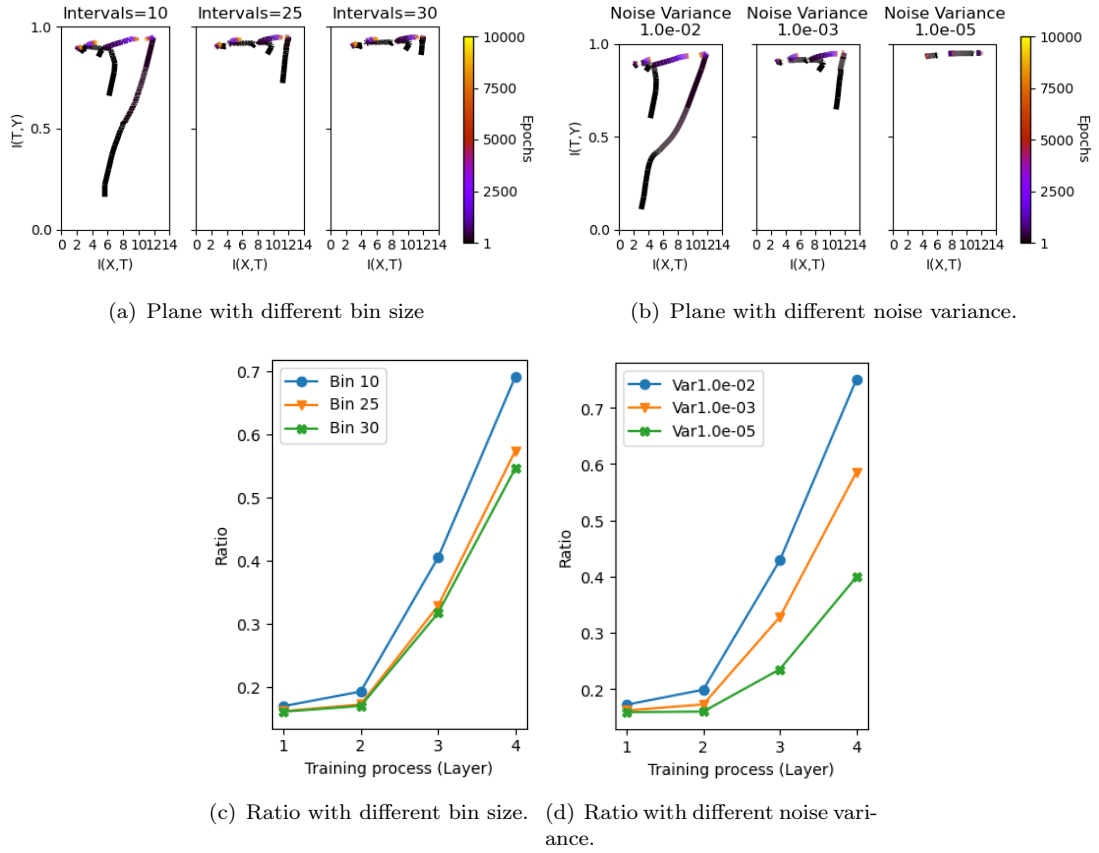 Intervals=10
Intervals=25
Intervals=30
1.0
0.5
0.0
I(T,Y)
0 2 4 6 8 10 12 14
0 2 4 6 8 10 12 14
0 2 4 6 8 10 12 14
I(X,T)
I(X,T)
I(X,T)
10000
7500
5000
2500
1
Epochs
(a) Plane with different bin size
Noise Variance
1.0e-02
Noise Variance
1.0e-03
Noise Variance
1.0e-05
1.0
0.5
0.0
I(T,Y)
0 2 4 6 8 10 12 14
0 2 4 6 8 10 12 14
0 2 4 6 8 10 12 14
I(X,T)
I(X,T)
I(X,T)
10000
7500
5000
2500
1
Epochs
(b) Plane with different noise variance.
Bin 10
Bin 25
Bin 30
0.7
0.6
0.5
0.4
0.3
0.2
Ratio
1 2 3 4
Training process (Layer)
(c) Ratio with different bin size.
Var1.0e-02
Var1.0e-03
Var1.0e-05
0.7
0.6
0.5
0.4
0.3
0.2
Ratio
1 2 3 4
Training process (Layer)
(d) Ratio with different noise vari-
ance.